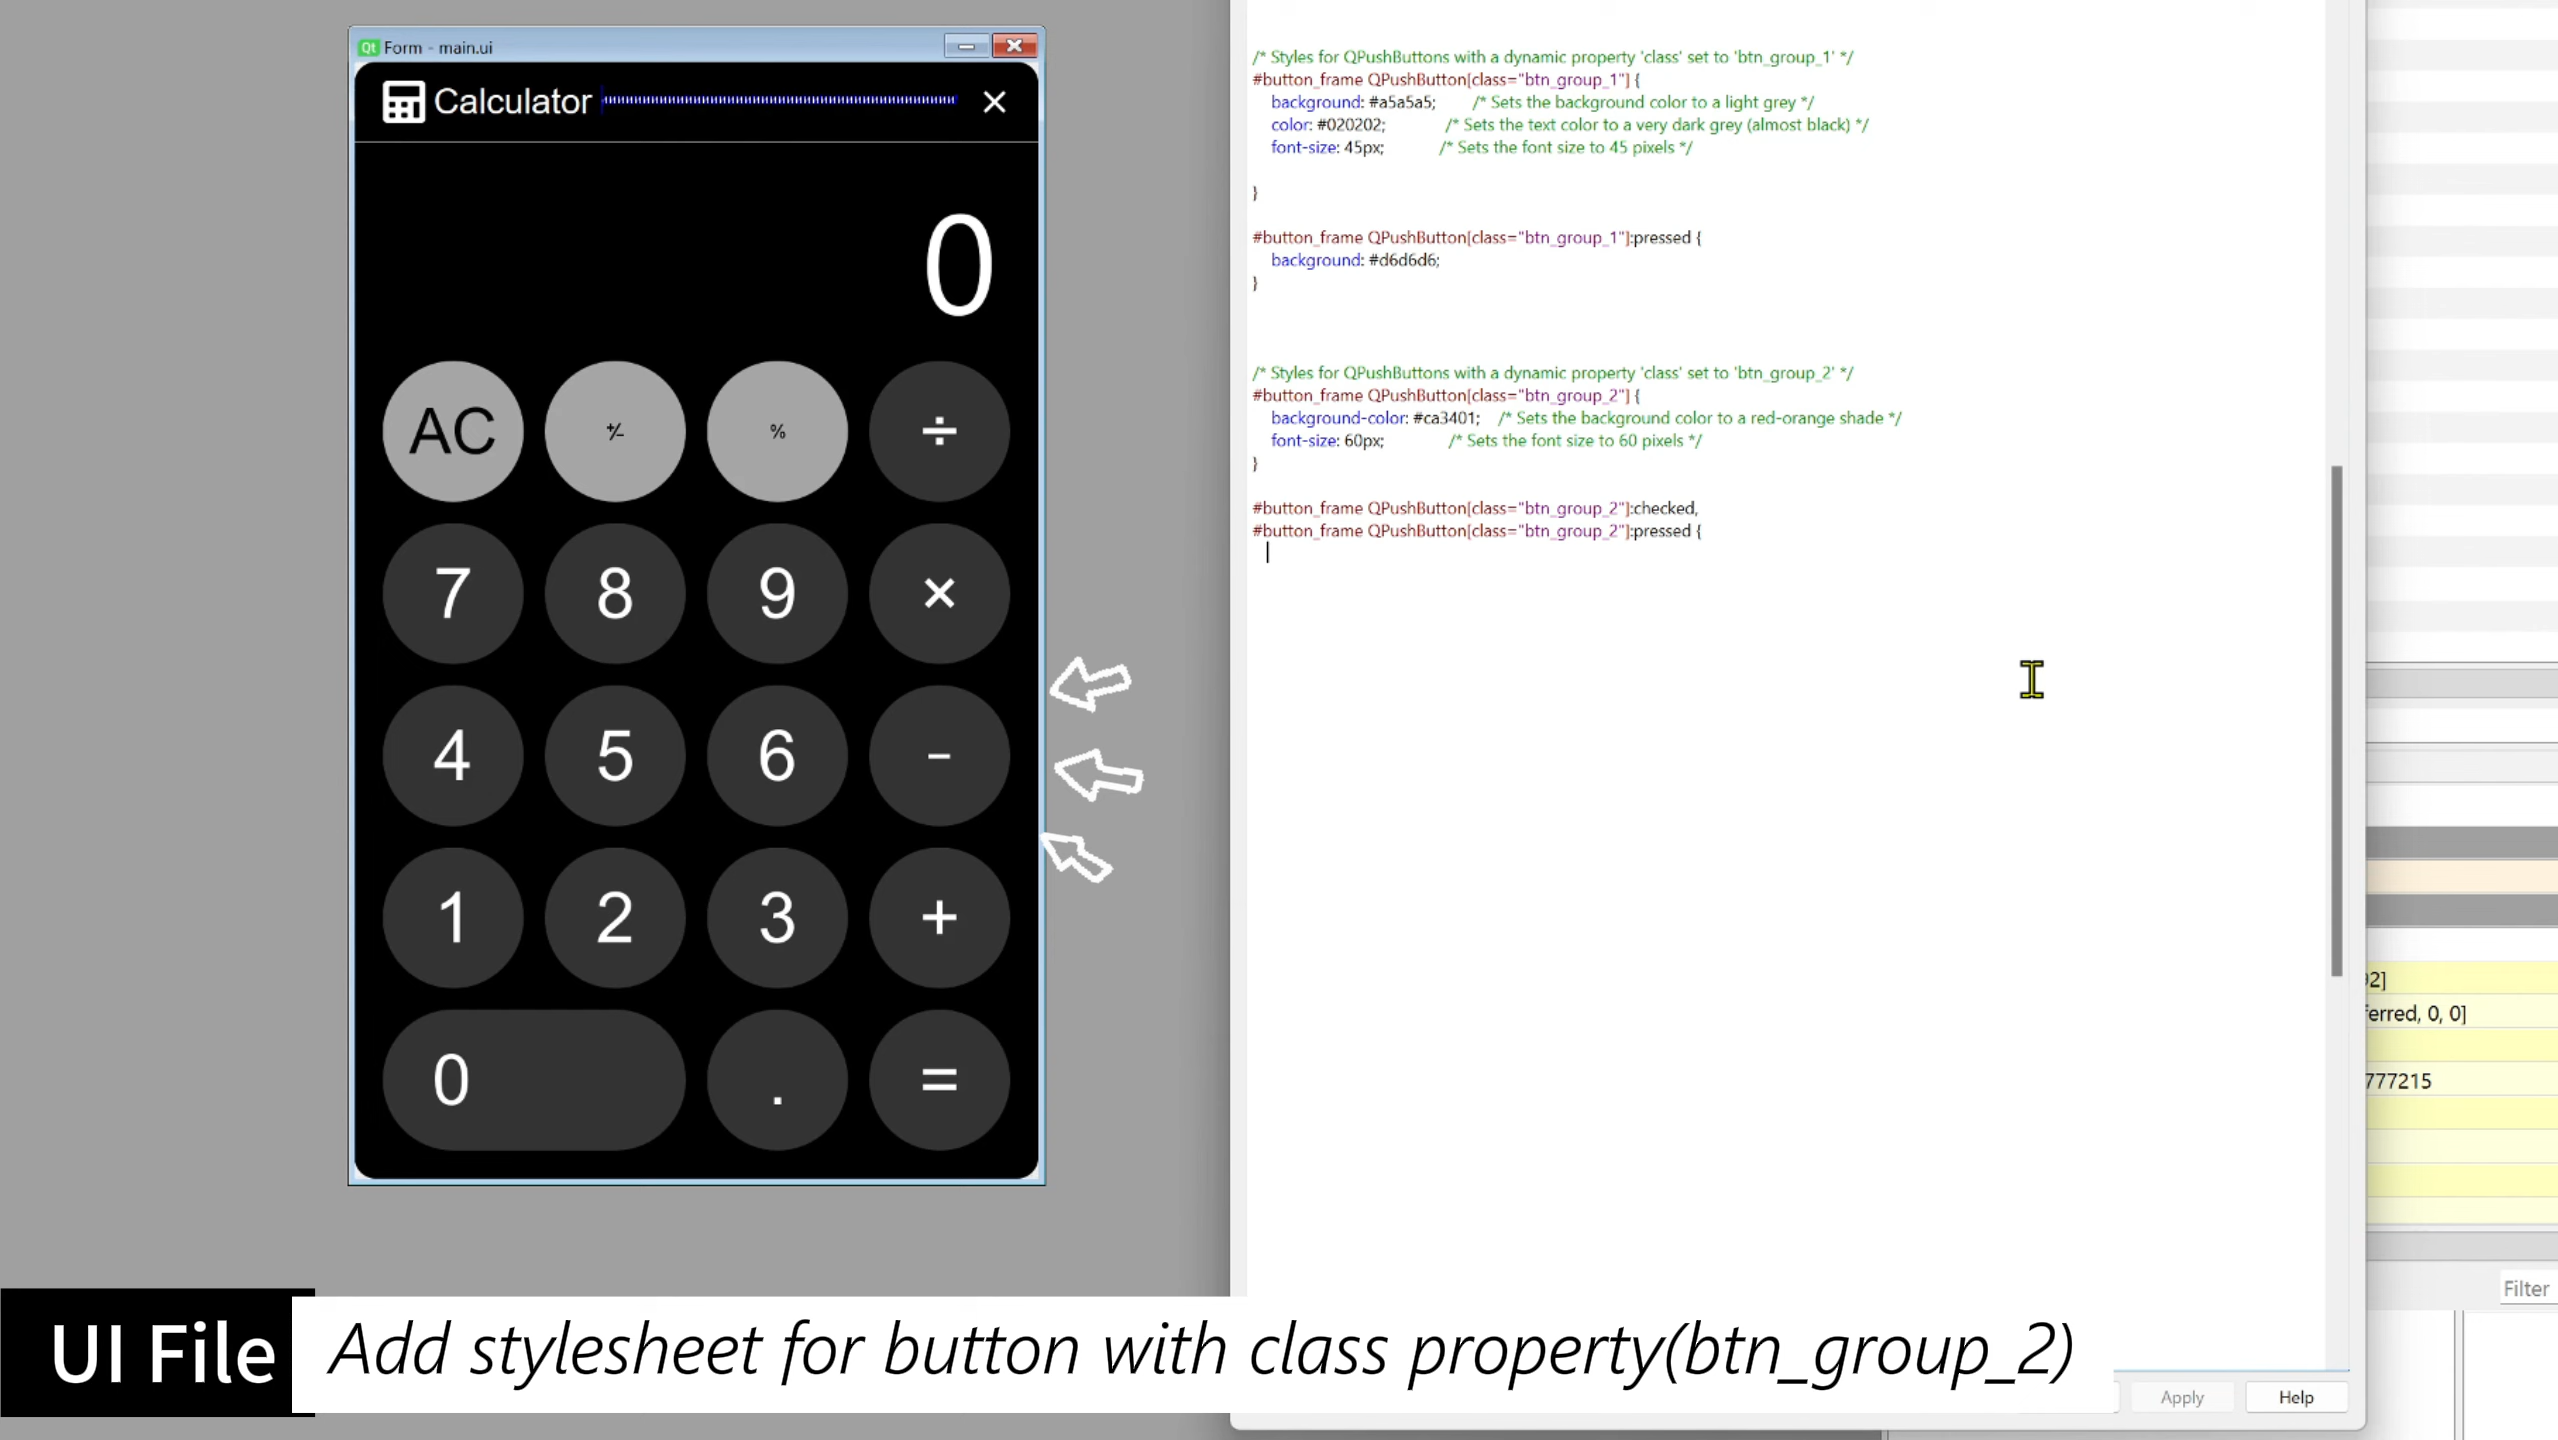 Qt Form - main.ui
Calculator
0
AC +/- % ÷
7 8 9 ×
4 5 6 -
1 2 3 +
0 . =
/* Styles for QPushButtons with a dynamic property 'class' set to 'btn_group_1' */
#button_frame QPushButton[class="btn_group_1"] {
background: #a5a5a5; /* Sets the background color to a light grey */
color: #020202; /* Sets the text color to a very dark grey (almost black) */
font-size: 45px; /* Sets the font size to 45 pixels */
}
#button_frame QPushButton[class="btn_group_1"]:pressed {
background: #d6d6d6;
}
/* Styles for QPushButtons with a dynamic property 'class' set to 'btn_group_2' */
#button_frame QPushButton[class="btn_group_2"] {
background-color: #ca3401; /* Sets the background color to a red-orange shade */
font-size: 60px; /* Sets the font size to 60 pixels */
}
#button_frame QPushButton[class="btn_group_2"]:checked,
#button_frame QPushButton[class="btn_group_2"]:pressed {
2]
erred, 0, 0]
777215
Filter
Apply Help
UI File
Add stylesheet for button with class property(btn_group_2)